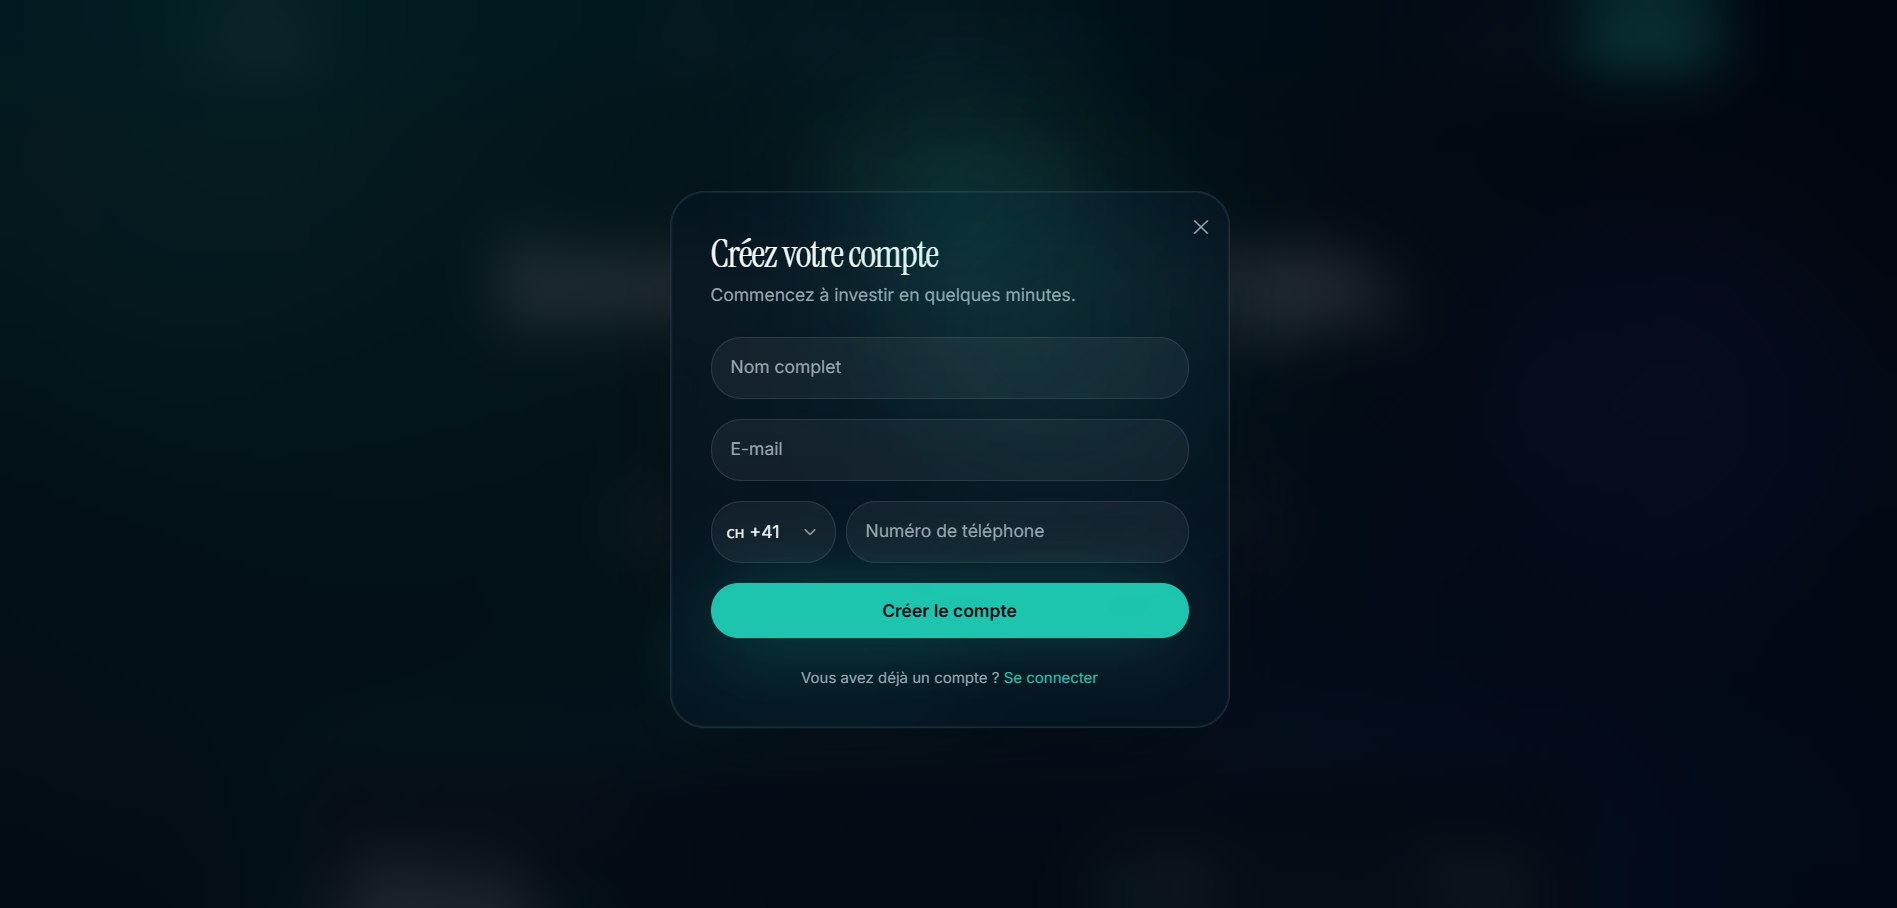 Créez votre compte
Commencez à investir en quelques minutes.
Nom complet
E-mail
CH +41
Numéro de téléphone
Créer le compte
Vous avez déjà un compte ? Se connecter